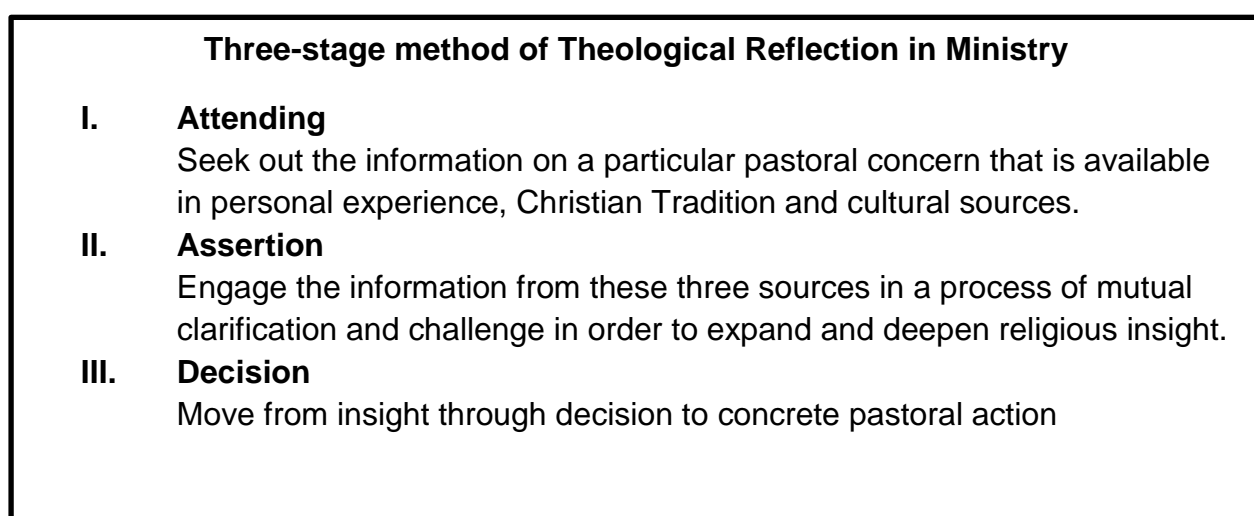 Three-stage method of Theological Reflection in Ministry
I. Attending
Seek out the information on a particular pastoral concern that is available
in personal experience, Christian Tradition and cultural sources.
II. Assertion
Engage the information from these three sources in a process of mutual
clarification and challenge in order to expand and deepen religious insight.
III. Decision
Move from insight through decision to concrete pastoral action